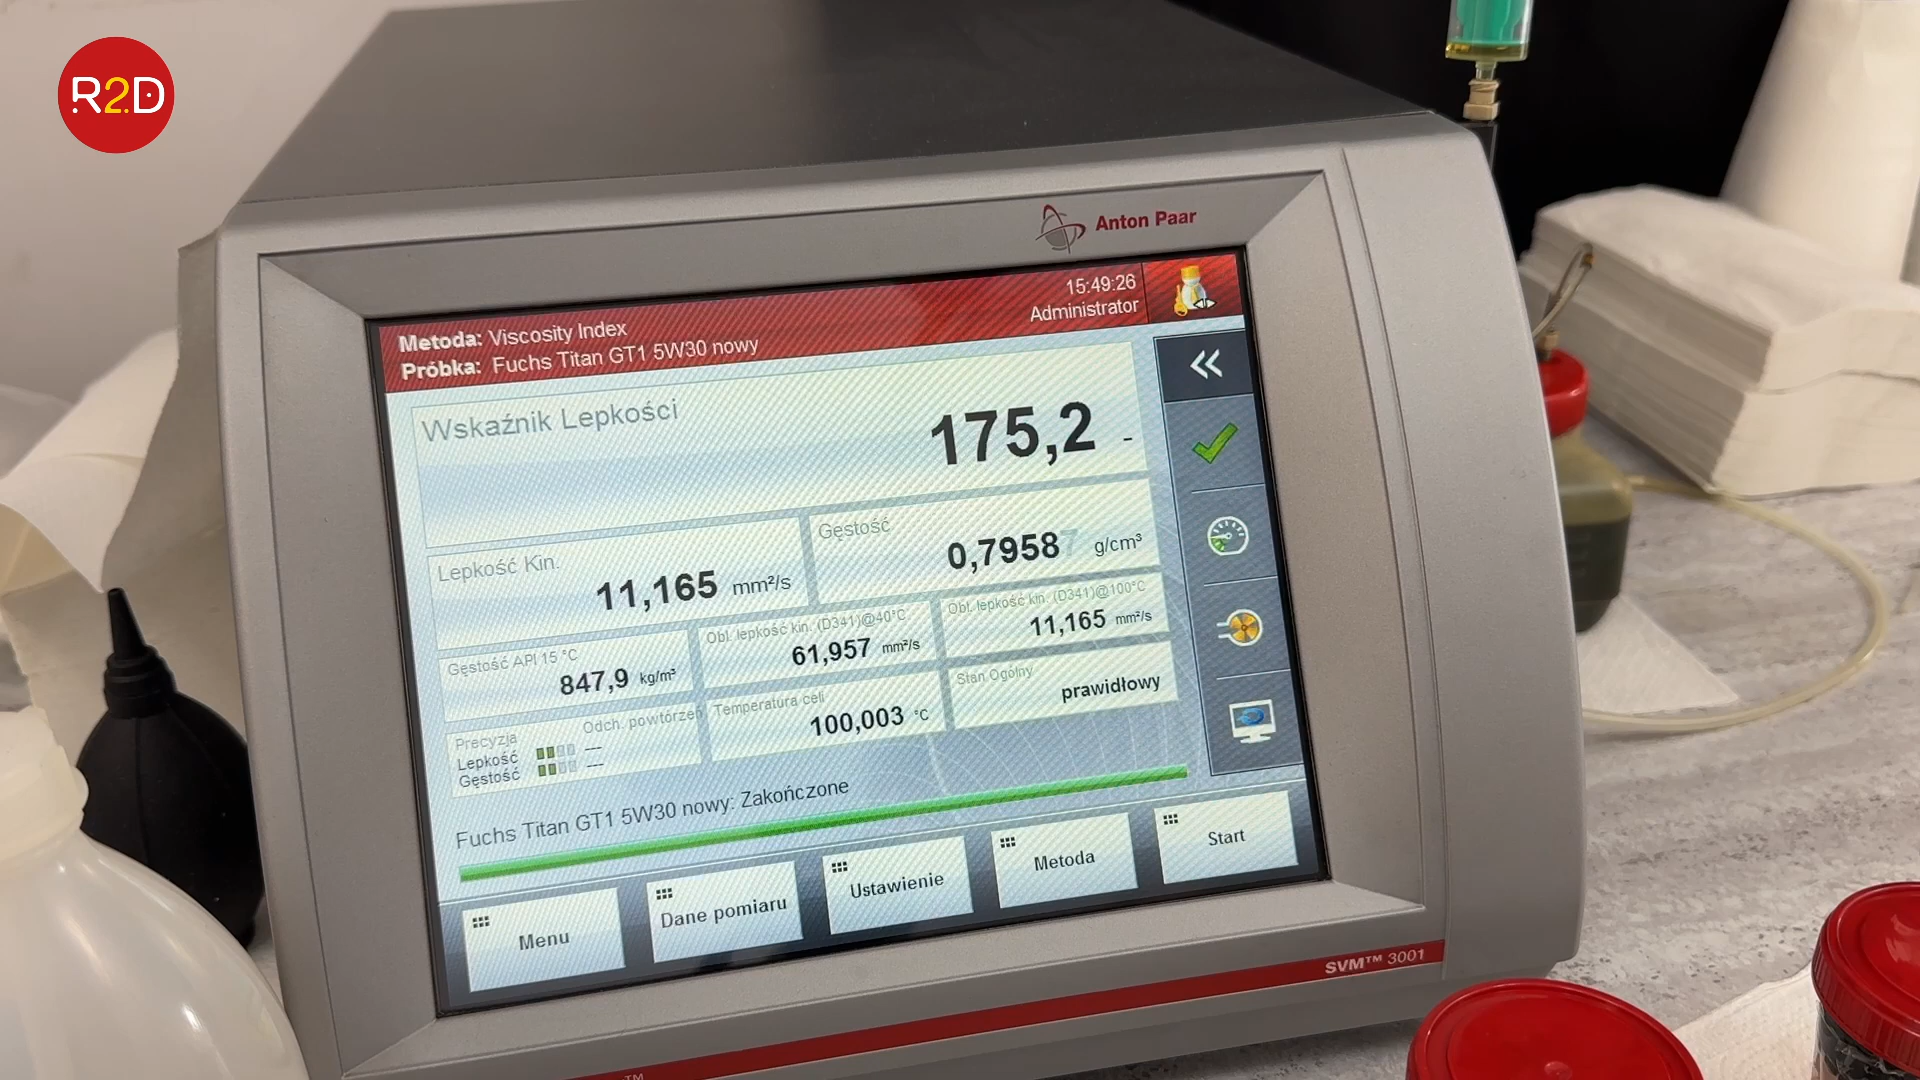 R2D
Anton Paar
Metoda: Viscosity Index
Próbka: Fuchs Titan GT1 5W30 nowy
15:49:26
Administrator
Wskaźnik Lepkości
175,2 -
Lepkość Kin.
11,165 mm²/s
Gęstość
0,79587 g/cm³
Gęstość API 15 °C
847,9 kg/m³
Obl. lepkość kin. (D341)@40°C
61,957 mm²/s
Obl. lepkość kin. (D341)@100°C
11,165 mm²/s
Precyzja
Odch. powtórzeń
Lepkość ---
Gęstość ---
Temperatura celi
100,003 °C
Stan Ogólny
prawidłowy
Fuchs Titan GT1 5W30 nowy: Zakończone
Menu
Dane pomiaru
Ustawienie
Metoda
Start
SVM™ 3001
TM